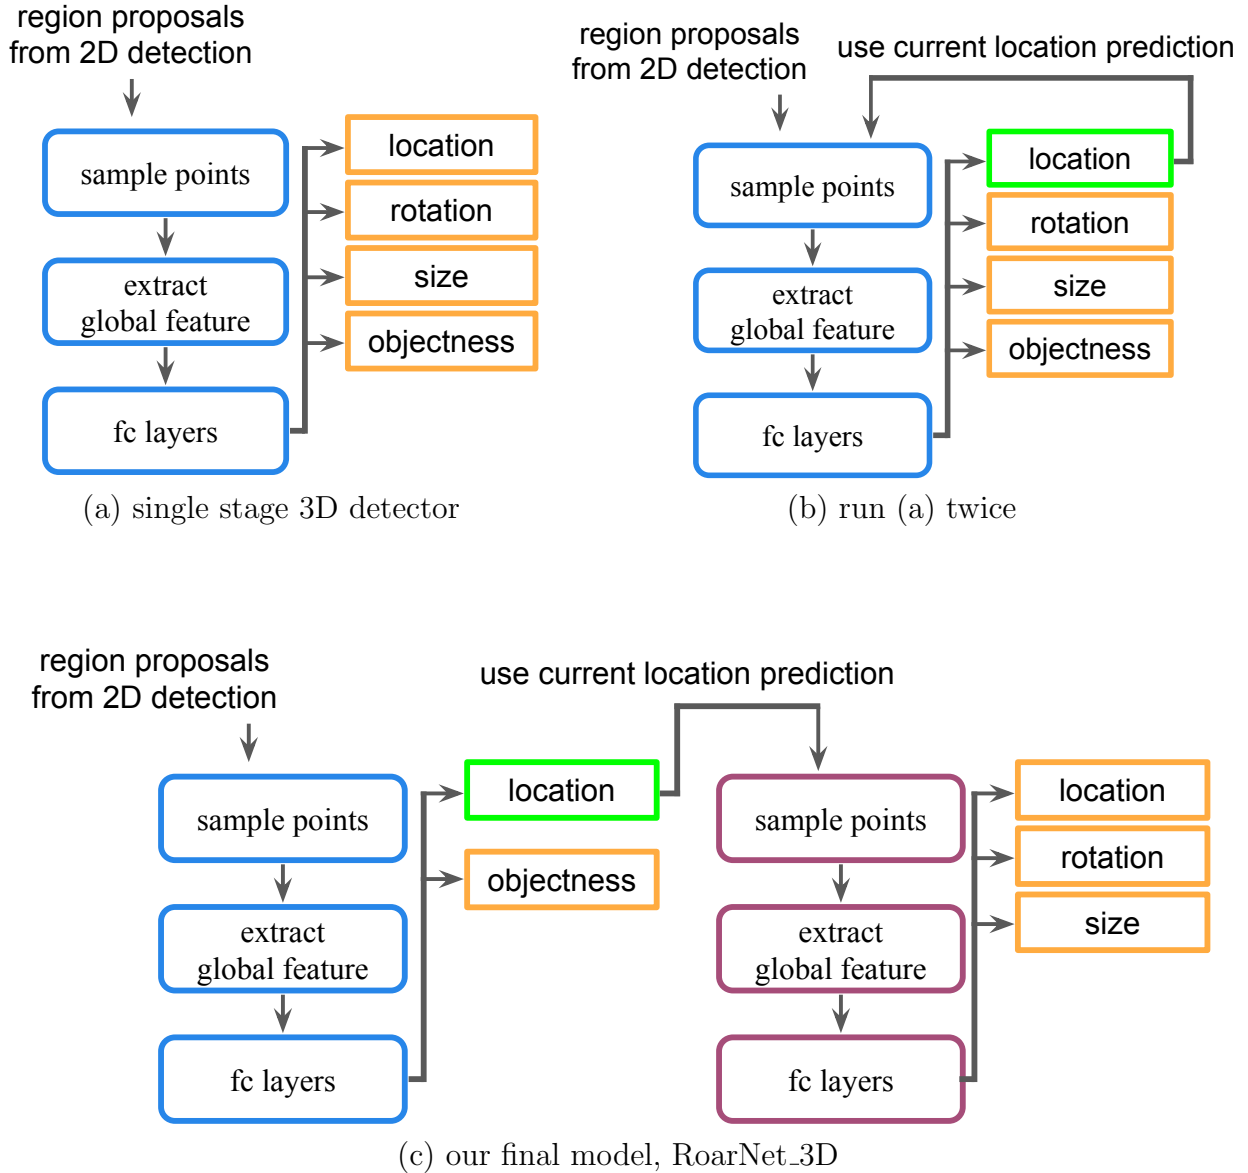 region proposals
from 2D detection
sample points
extract
global feature
fc layers
location
rotation
size
objectness
(a) single stage 3D detector
region proposals
from 2D detection
use current location prediction
sample points
extract
global feature
fc layers
location
rotation
size
objectness
(b) run (a) twice
region proposals
from 2D detection
use current location prediction
sample points
extract
global feature
fc layers
location
objectness
sample points
extract
global feature
fc layers
location
rotation
size
(c) our final model, RoarNet_3D